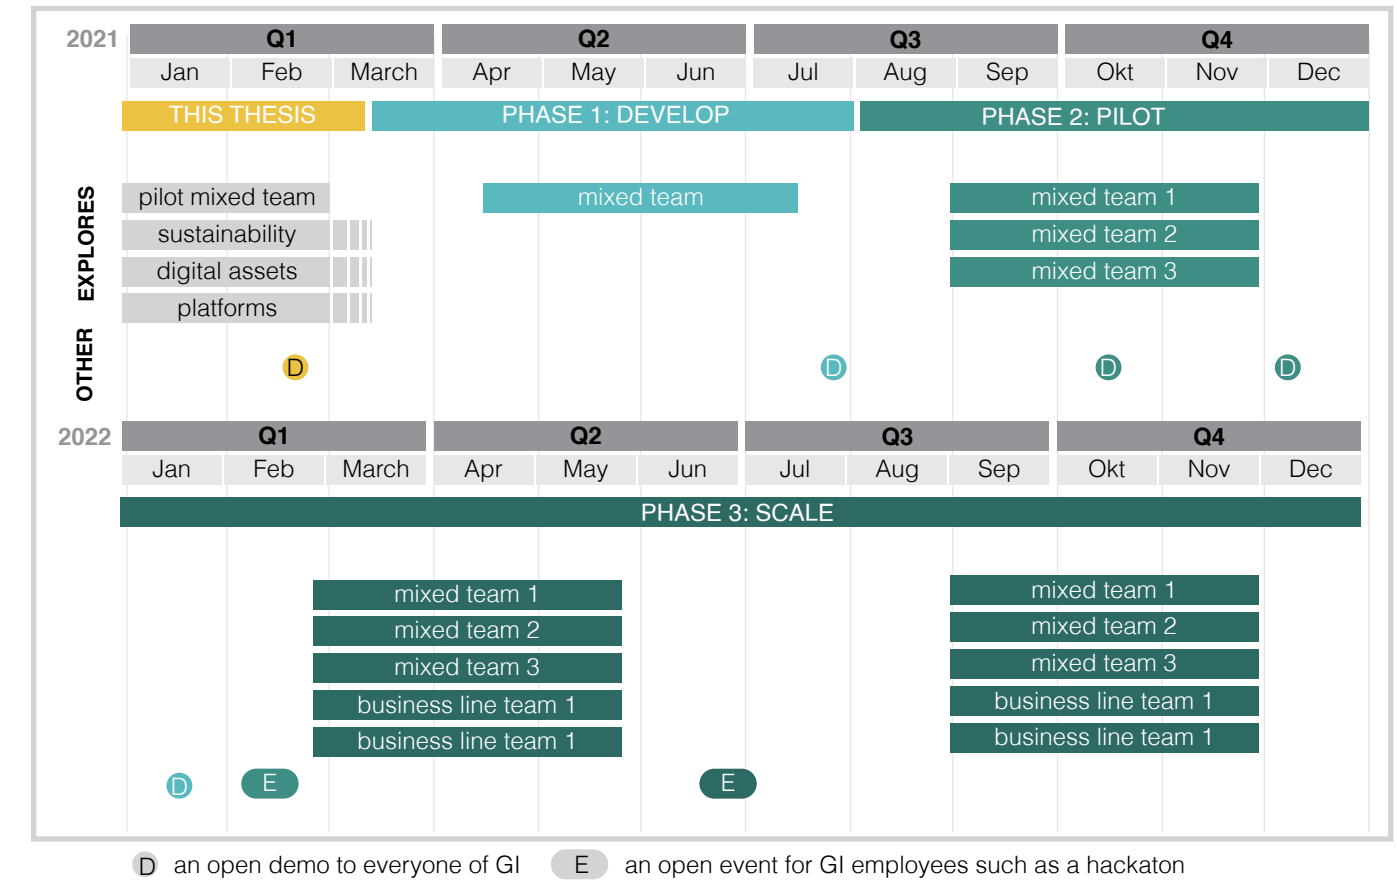 2021 Q1 Q2 Q3 Q4
Jan Feb March Apr May Jun Jul Aug Sep Okt Nov Dec
THIS THESIS PHASE 1: DEVELOP PHASE 2: PILOT
EXPLORES
pilot mixed team mixed team mixed team 1
sustainability mixed team 2
digital assets mixed team 3
platforms
OTHER
D D D D
2022 Q1 Q2 Q3 Q4
Jan Feb March Apr May Jun Jul Aug Sep Okt Nov Dec
PHASE 3: SCALE
mixed team 1 mixed team 1
mixed team 2 mixed team 2
mixed team 3 mixed team 3
business line team 1 business line team 1
business line team 1 business line team 1
D E E
D an open demo to everyone of GI E an open event for GI employees such as a hackaton